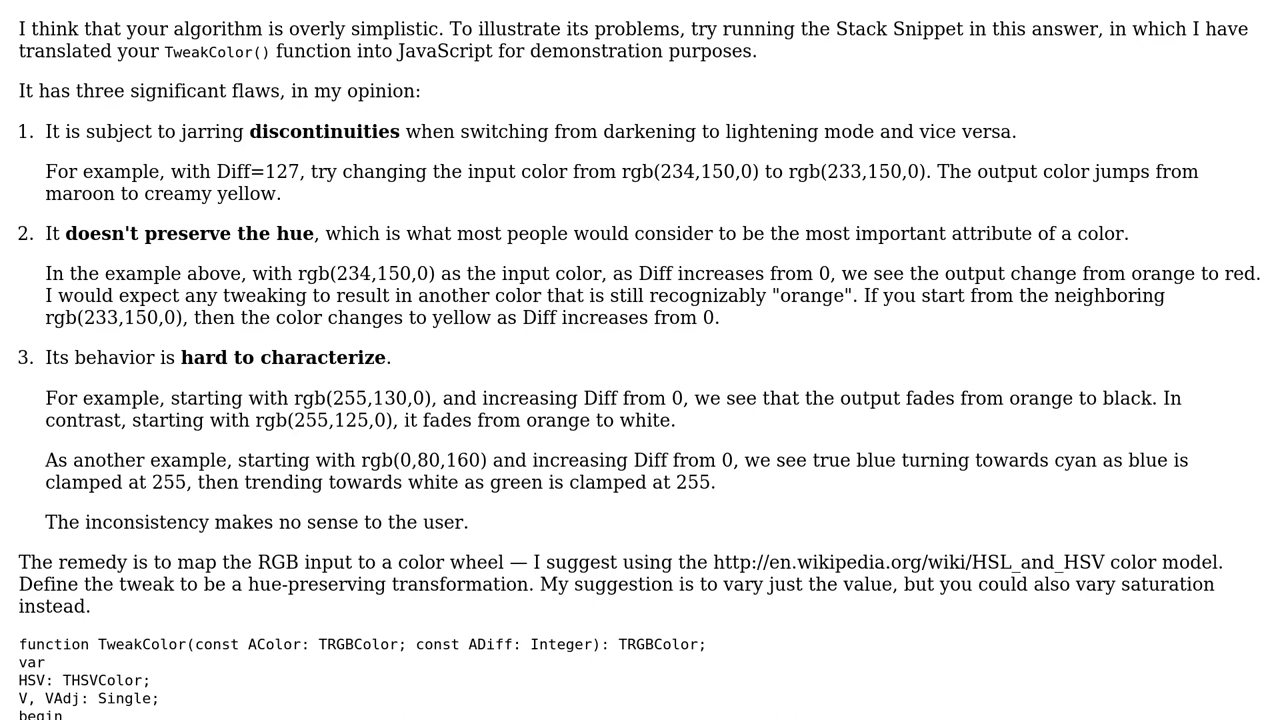 I think that your algorithm is overly simplistic. To illustrate its problems, try running the Stack Snippet in this answer, in which I have
translated your TweakColor() function into JavaScript for demonstration purposes.
It has three significant flaws, in my opinion:
1. It is subject to jarring discontinuities when switching from darkening to lightening mode and vice versa.
For example, with Diff=127, try changing the input color from rgb(234,150,0) to rgb(233,150,0). The output color jumps from
maroon to creamy yellow.
2. It doesn't preserve the hue, which is what most people would consider to be the most important attribute of a color.
In the example above, with rgb(234,150,0) as the input color, as Diff increases from 0, we see the output change from orange to red.
I would expect any tweaking to result in another color that is still recognizably "orange". If you start from the neighboring
rgb(233,150,0), then the color changes to yellow as Diff increases from 0.
3. Its behavior is hard to characterize.
For example, starting with rgb(255,130,0), and increasing Diff from 0, we see that the output fades from orange to black. In
contrast, starting with rgb(255,125,0), it fades from orange to white.
As another example, starting with rgb(0,80,160) and increasing Diff from 0, we see true blue turning towards cyan as blue is
clamped at 255, then trending towards white as green is clamped at 255.
The inconsistency makes no sense to the user.
The remedy is to map the RGB input to a color wheel — I suggest using the http://en.wikipedia.org/wiki/HSL_and_HSV color model.
Define the tweak to be a hue-preserving transformation. My suggestion is to vary just the value, but you could also vary saturation
instead.
function TweakColor(const AColor: TRGBColor; const ADiff: Integer): TRGBColor;
var
HSV: THSVColor;
V, VAdj: Single;
begin